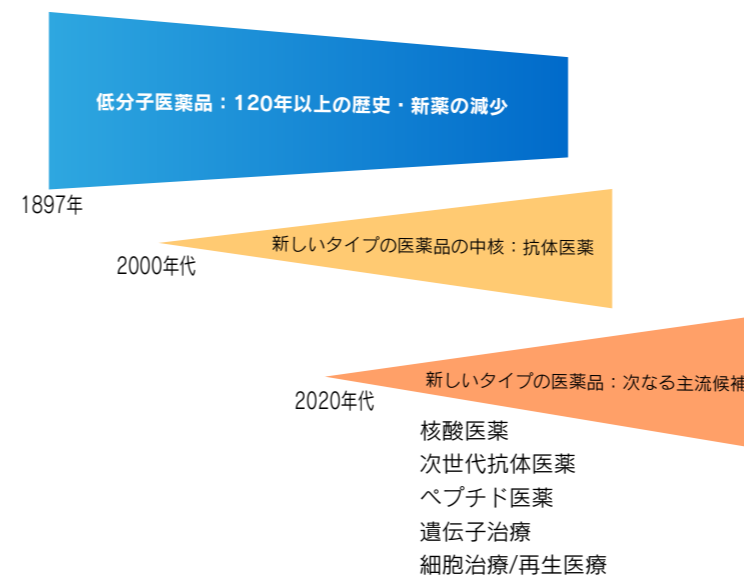 低分子医薬品：120年以上の歴史・新薬の減少
1897年
新しいタイプの医薬品の中核：抗体医薬
2000年代
新しいタイプの医薬品：次なる主流候補
2020年代
核酸医薬
次世代抗体医薬
ペプチド医薬
遺伝子治療
細胞治療/再生医療